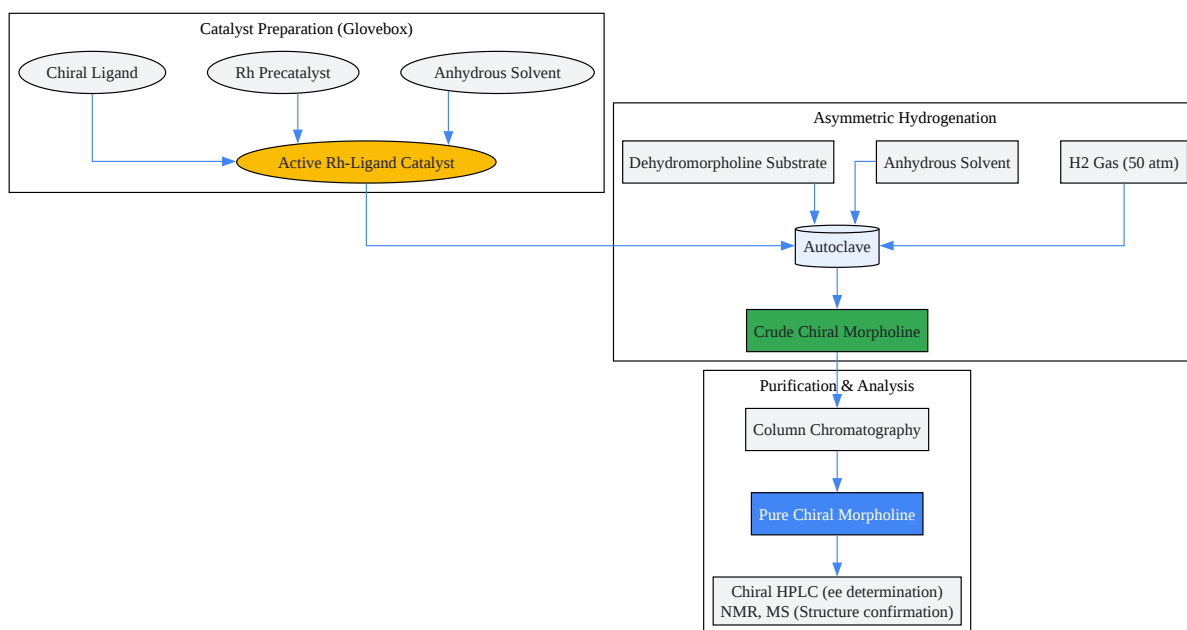 Catalyst Preparation (Glovebox)
Chiral Ligand
Rh Precatalyst
Anhydrous Solvent
Active Rh-Ligand Catalyst
Asymmetric Hydrogenation
Dehydromorpholine Substrate
Anhydrous Solvent
H2 Gas (50 atm)
Autoclave
Crude Chiral Morpholine
Purification & Analysis
Column Chromatography
Pure Chiral Morpholine
Chiral HPLC (ee determination)
NMR, MS (Structure confirmation)